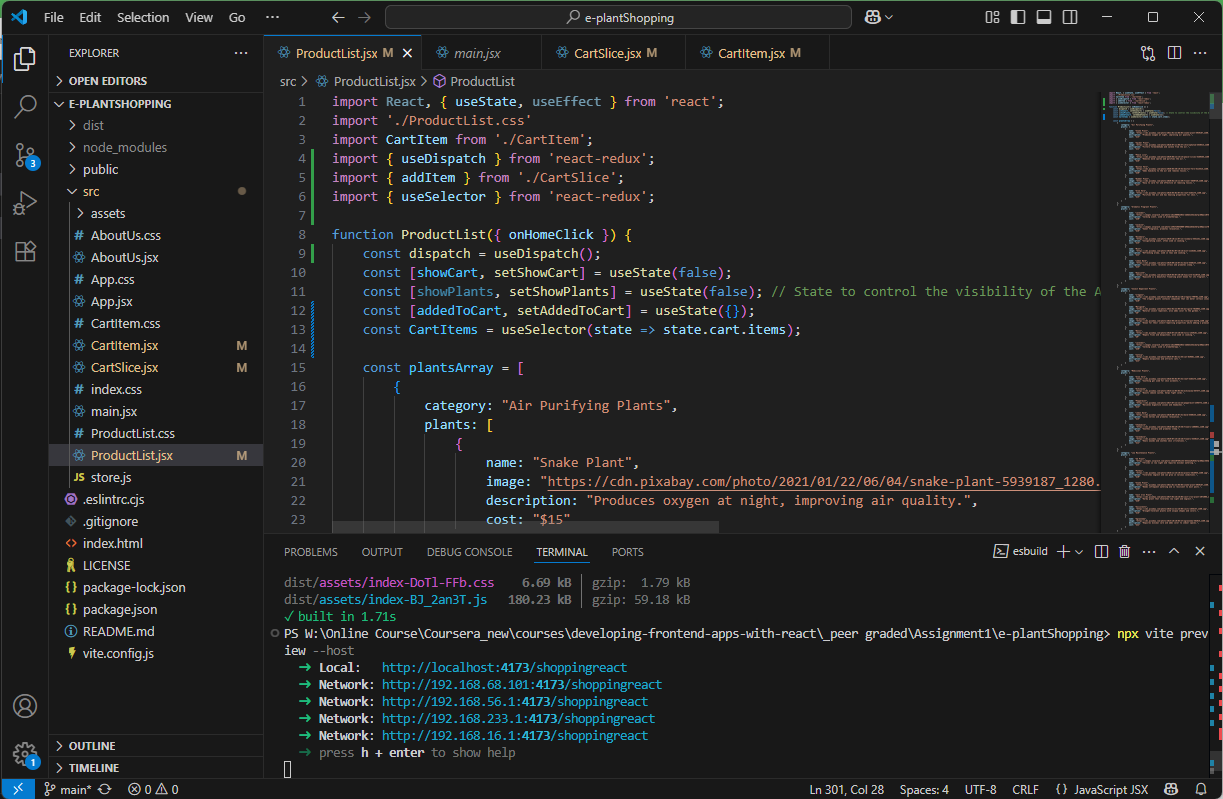 File Edit Selection View Go ··· e-plantShopping
EXPLORER ···
OPEN EDITORS
E-PLANTSHOPPING
dist
node_modules
public
src
assets
# AboutUs.css
AboutUs.jsx
# App.css
App.jsx
# CartItem.css
CartItem.jsx M
CartSlice.jsx M
# index.css
main.jsx
# ProductList.css
ProductList.jsx M
JS store.js
.eslintrc.cjs
.gitignore
<> index.html
LICENSE
{} package-lock.json
{} package.json
README.md
vite.config.js
OUTLINE
TIMELINE
3
1
ProductList.jsx M main.jsx CartSlice.jsx M CartItem.jsx M ···
src > ProductList.jsx > ProductList
1 import React, { useState, useEffect } from 'react';
2 import './ProductList.css'
3 import CartItem from './CartItem';
4 import { useDispatch } from 'react-redux';
5 import { addItem } from './CartSlice';
6 import { useSelector } from 'react-redux';
7
8 function ProductList({ onHomeClick }) {
9 const dispatch = useDispatch();
10 const [showCart, setShowCart] = useState(false);
11 const [showPlants, setShowPlants] = useState(false); // State to control the visibility of the A
12 const [addedToCart, setAddedToCart] = useState({});
13 const CartItems = useSelector(state => state.cart.items);
14
15 const plantsArray = [
16 {
17 category: "Air Purifying Plants",
18 plants: [
19 {
20 name: "Snake Plant",
21 image: "https://cdn.pixabay.com/photo/2021/01/22/06/04/snake-plant-5939187_1280.
22 description: "Produces oxygen at night, improving air quality.",
23 cost: "$15"
PROBLEMS OUTPUT DEBUG CONSOLE TERMINAL PORTS esbuild ···
dist/assets/index-DoTl-FFb.css 6.69 kB │ gzip: 1.79 kB
dist/assets/index-BJ_2an3T.js 180.23 kB │ gzip: 59.18 kB
✓ built in 1.71s
PS W:\Online Course\Coursera_new\courses\developing-frontend-apps-with-react\_peer graded\Assignment1\e-plantShopping> npx vite prev
iew --host
➜ Local: http://localhost:4173/shoppingreact
➜ Network: http://192.168.68.101:4173/shoppingreact
➜ Network: http://192.168.56.1:4173/shoppingreact
➜ Network: http://192.168.233.1:4173/shoppingreact
➜ Network: http://192.168.16.1:4173/shoppingreact
➜ press h + enter to show help
main* 0 0 Ln 301, Col 28 Spaces: 4 UTF-8 CRLF {} JavaScript JSX